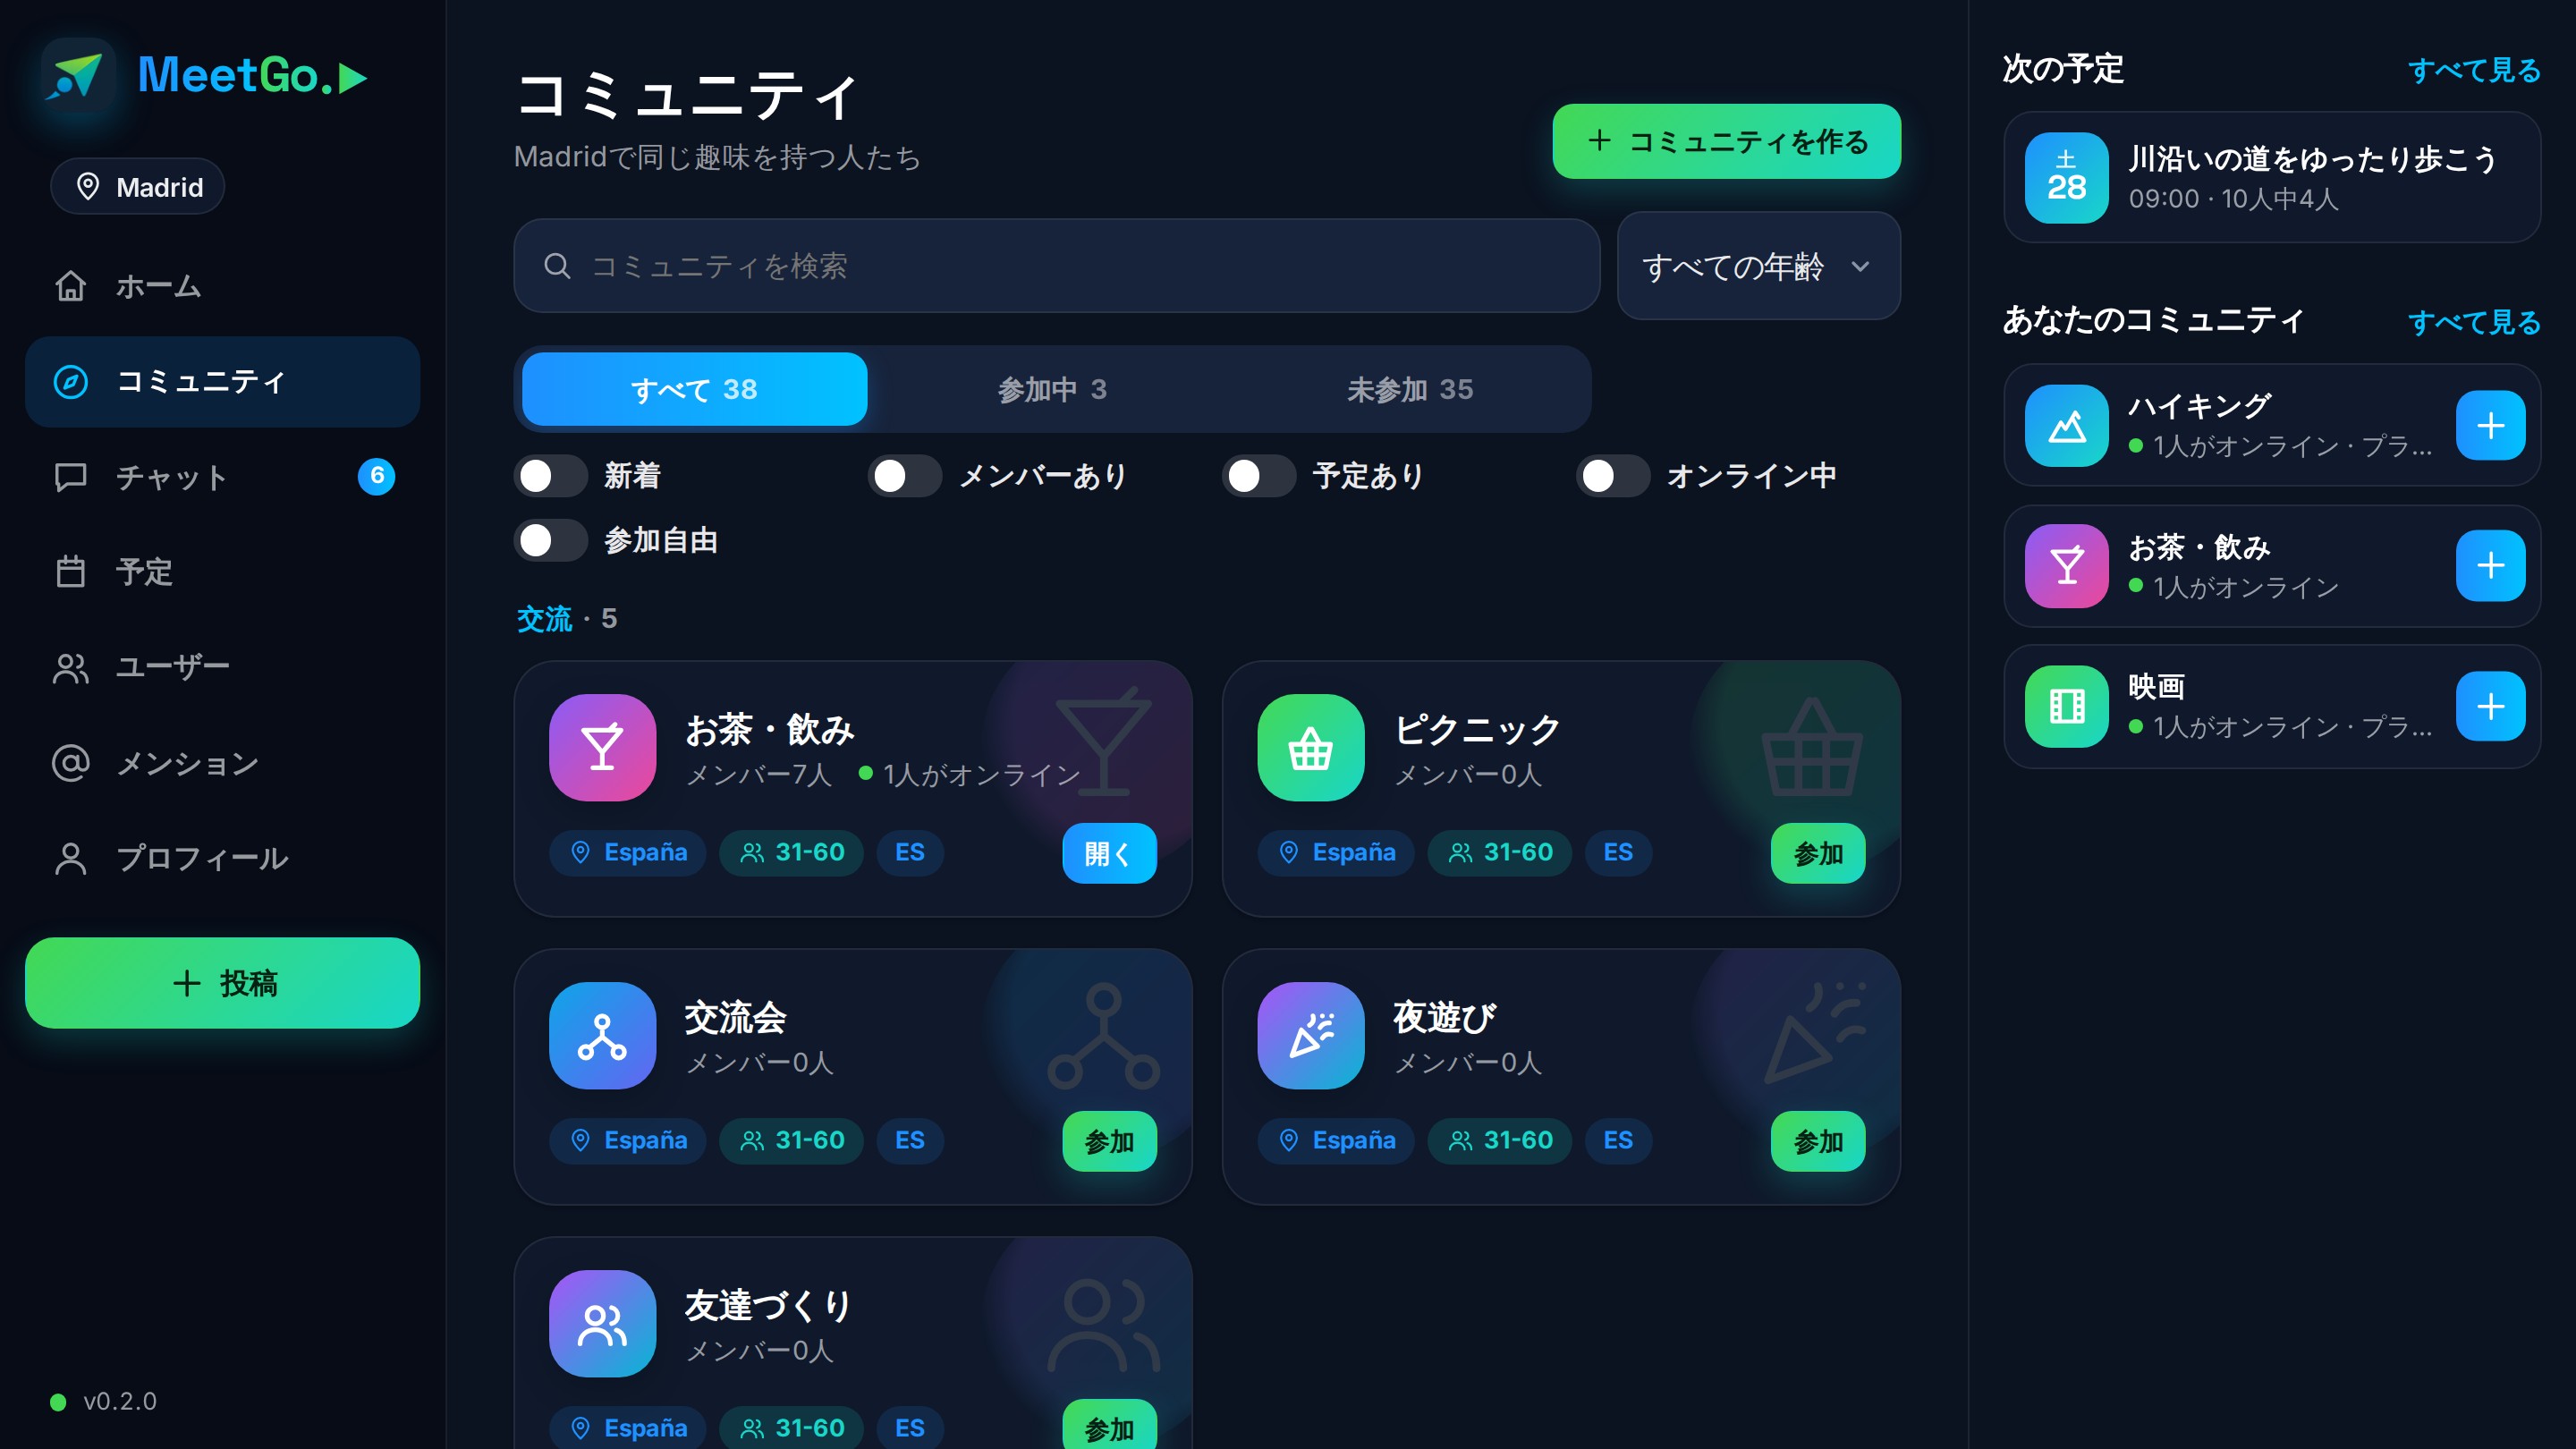 MeetGo.
Madrid
ホーム
コミュニティ
チャット 6
予定
ユーザー
メンション
プロフィール
投稿
v0.2.0
コミュニティ
Madridで同じ趣味を持つ人たち
コミュニティを作る
コミュニティを検索
すべての年齢
すべて 38
参加中 3
未参加 35
新着
メンバーあり
予定あり
オンライン中
参加自由
交流 · 5
お茶・飲み
メンバー7人 1人がオンライン
España 31-60 ES 開く
ピクニック
メンバー0人
España 31-60 ES 参加
交流会
メンバー0人
España 31-60 ES 参加
夜遊び
メンバー0人
España 31-60 ES 参加
友達づくり
メンバー0人
España 31-60 ES 参加
次の予定 すべて見る
土
28
川沿いの道をゆったり歩こう
09:00 · 10人中4人
あなたのコミュニティ すべて見る
ハイキング
1人がオンライン · プラ...
お茶・飲み
1人がオンライン
映画
1人がオンライン · プラ...